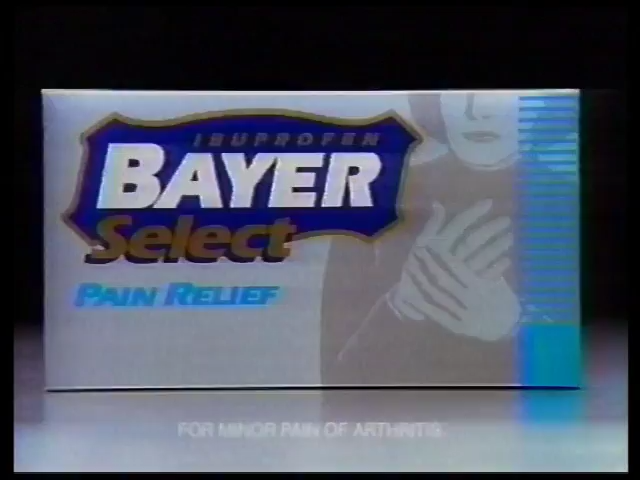 IBUPROFEN
BAYER
Select
PAIN RELIEF
FOR MINOR PAIN OF ARTHRITIS.